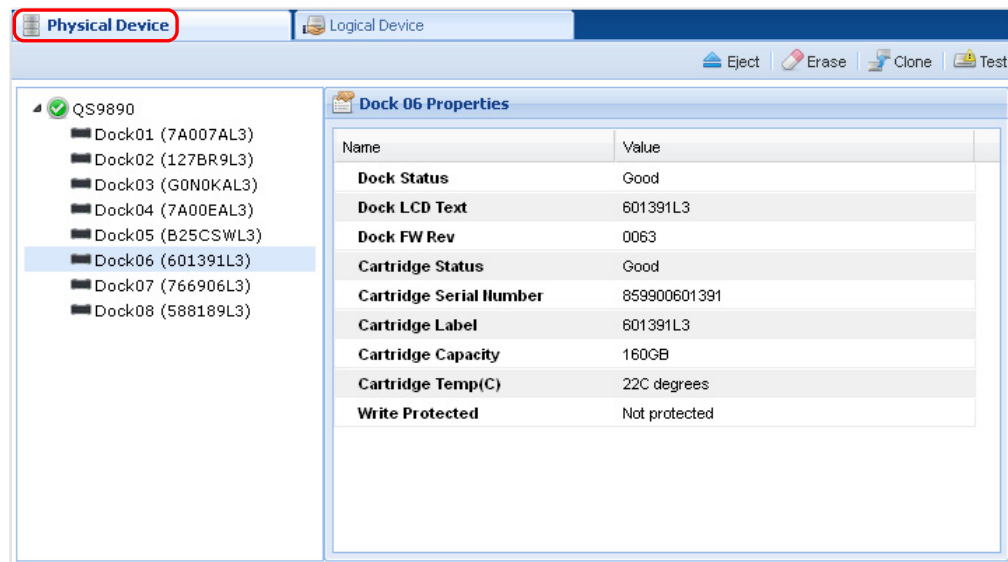 Physical Device
Logical Device
Eject
Erase
Clone
Test
QS9890
Dock01 (7A007AL3)
Dock02 (127BR9L3)
Dock03 (G0N0KAL3)
Dock04 (7A00EAL3)
Dock05 (B25CSWL3)
Dock06 (601391L3)
Dock07 (766906L3)
Dock08 (588189L3)
Dock 06 Properties
Name Value
Dock Status Good
Dock LCD Text 601391L3
Dock FW Rev 0063
Cartridge Status Good
Cartridge Serial Number 859900601391
Cartridge Label 601391L3
Cartridge Capacity 160GB
Cartridge Temp(C) 22C degrees
Write Protected Not protected